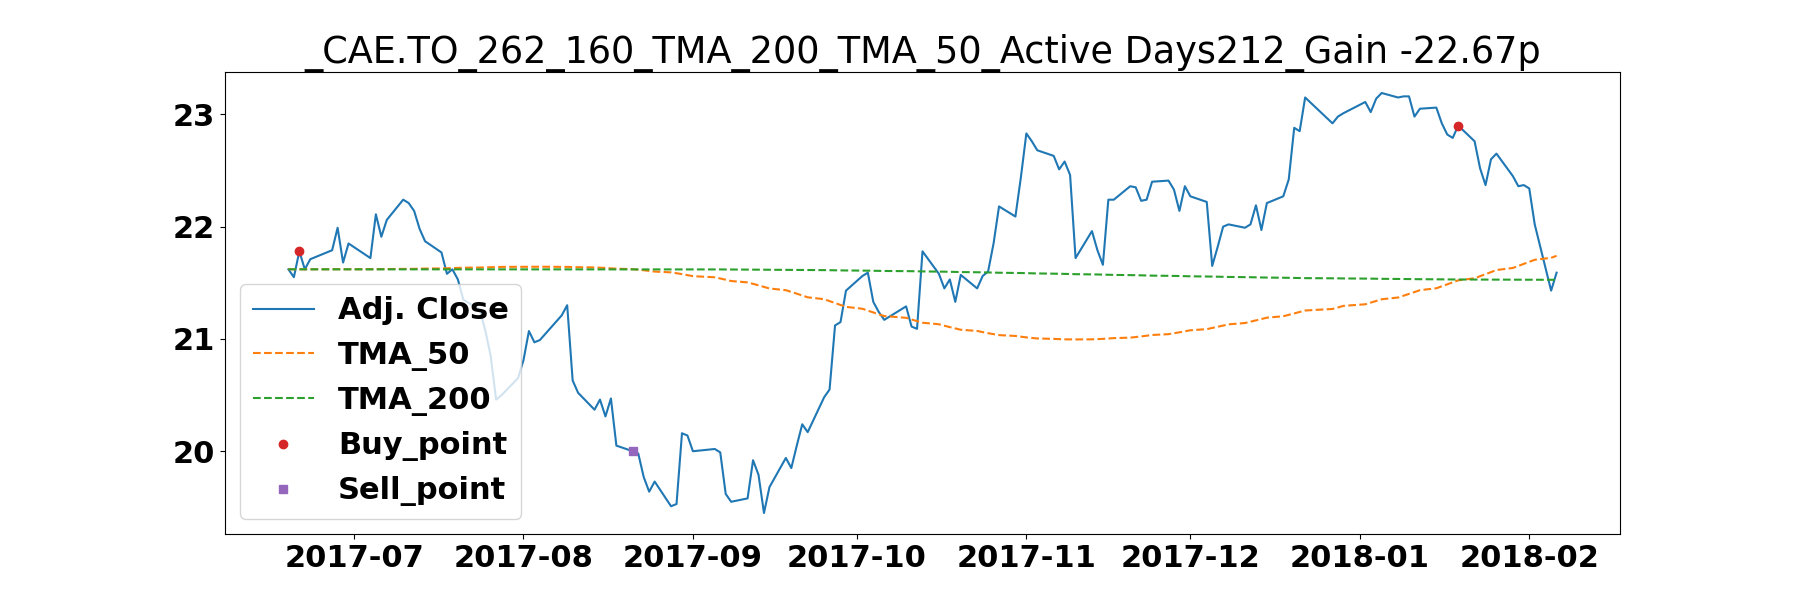 _CAE.TO_262_160_TMA_200_TMA_50_Active Days212_Gain -22.67p
23
22
21
20
Adj. Close
TMA_50
TMA_200
Buy_point
Sell_point
2017-07 2017-08 2017-09 2017-10 2017-11 2017-12 2018-01 2018-02